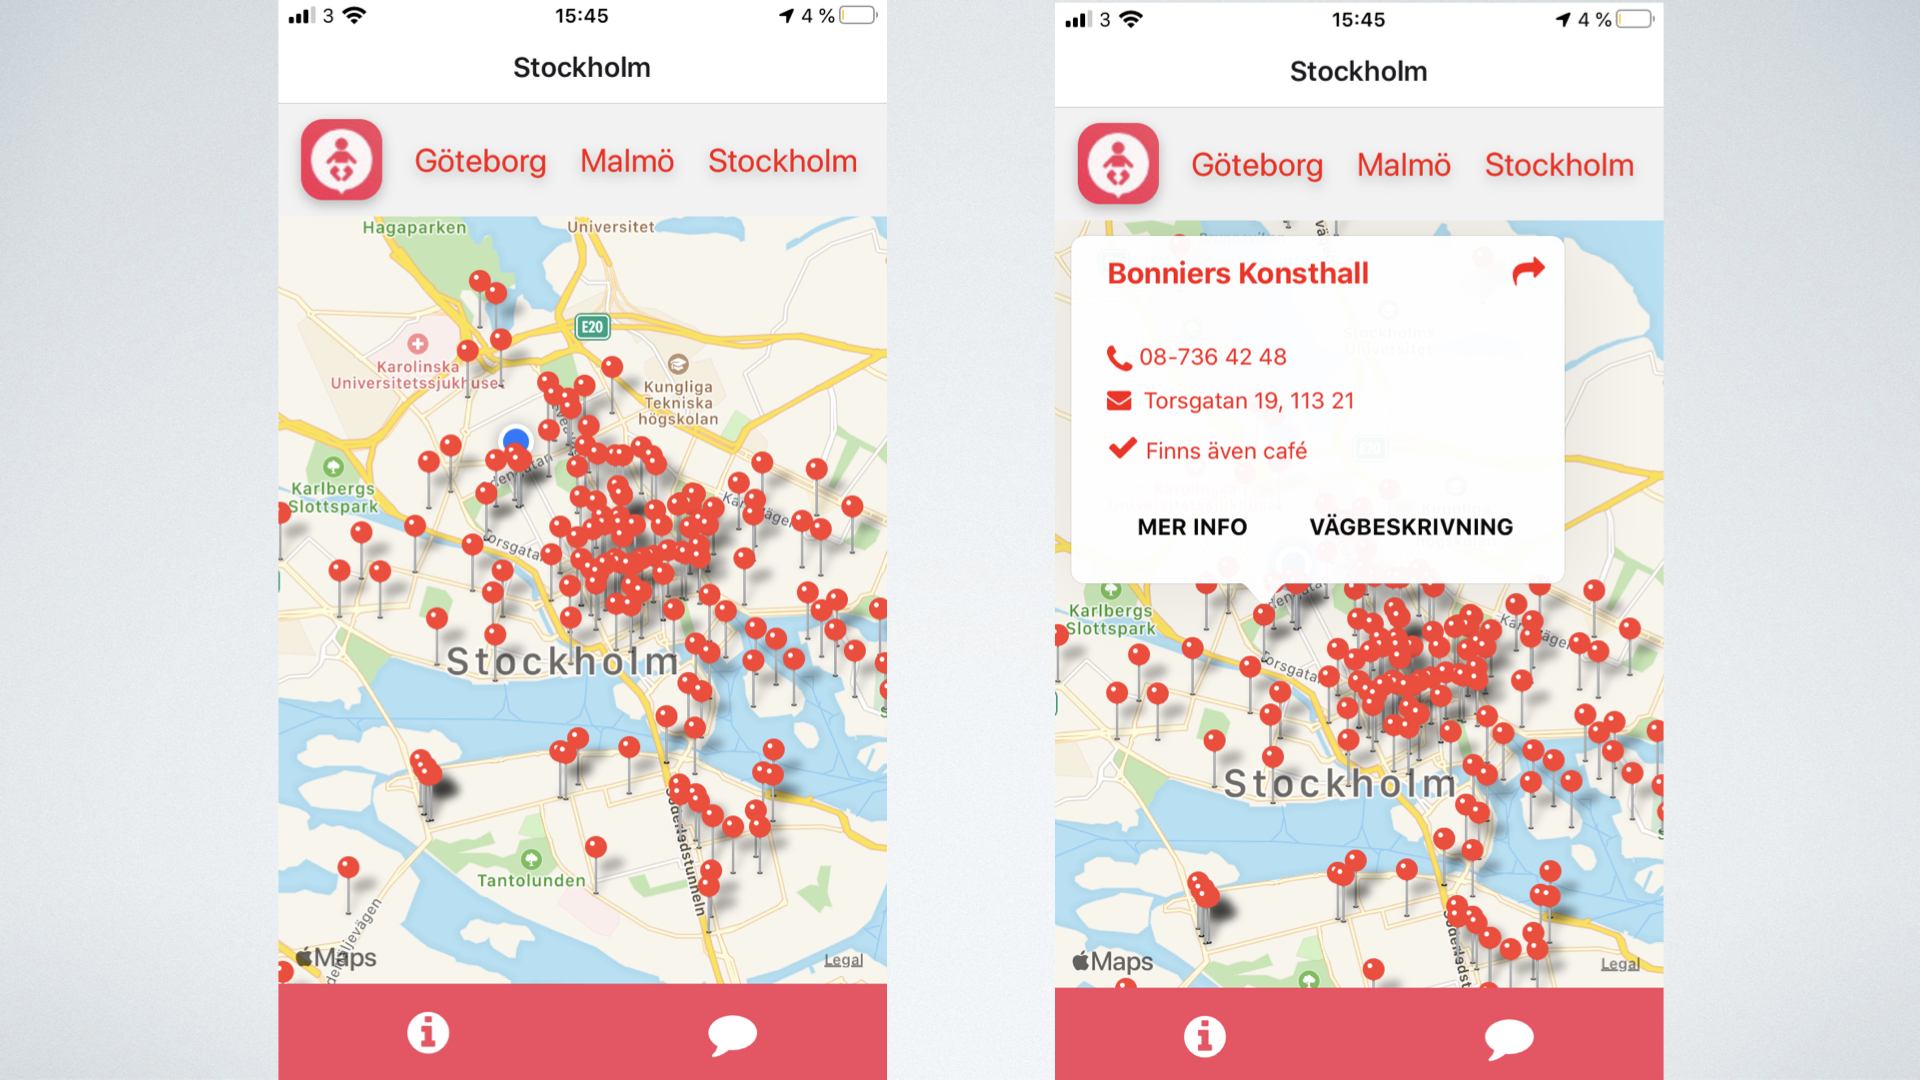 3
15:45
4 %
Stockholm
Göteborg
Malmö
Stockholm
Hagaparken
Universitet
E20
Karolinska
Universitetssjukhuset
Kungliga
Tekniska
högskolan
Karlbergs
Slottspark
Torsgatan
Stockholm
Söderledstunneln
Tantolunden
Maps
Legal
3
15:45
4 %
Stockholm
Göteborg
Malmö
Stockholm
Bonniers Konsthall
08-736 42 48
Torsgatan 19, 113 21
Finns även café
MER INFO
VÄGBESKRIVNING
Karlbergs
Slottspark
Torsgata
Stockholm
Maps
Legal